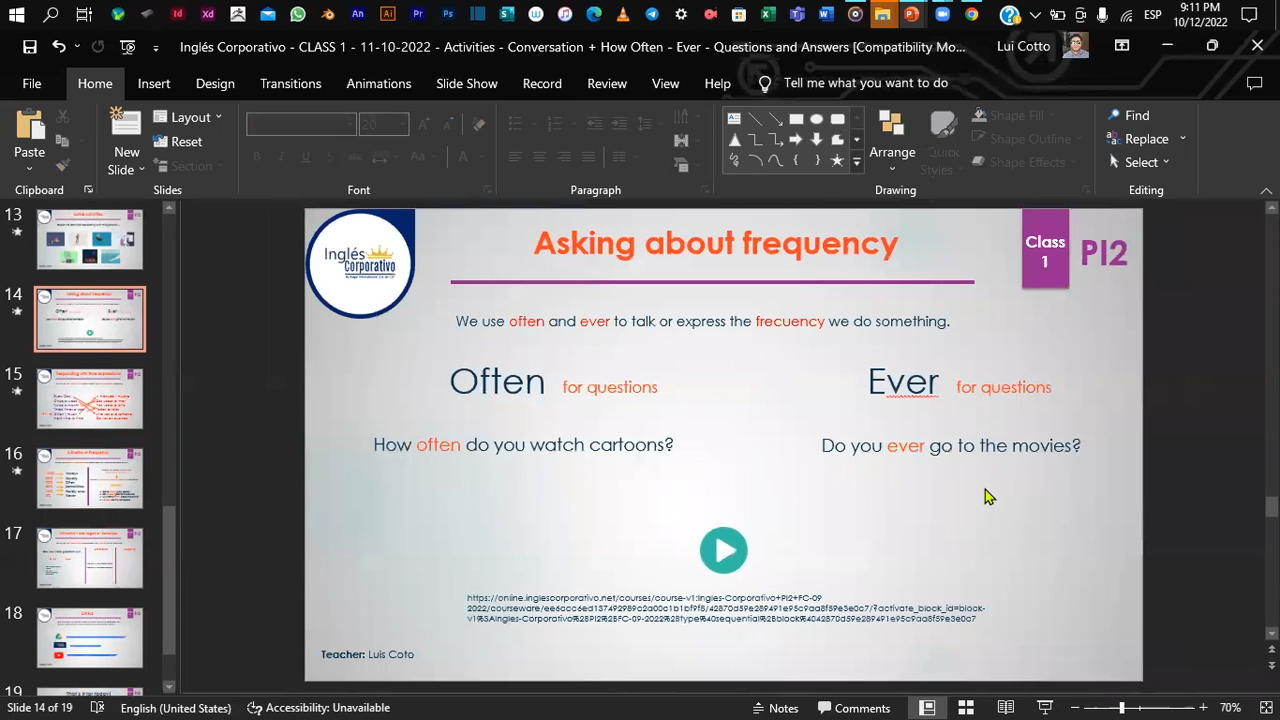 9:11 PM
ESP
10/12/2022
Inglés Corporativo - CLASS 1 - 11-10-2022 - Activities - Conversation + How Often - Ever - Questions and Answers [Compatibility Mo...
Lui Cotto
File Home Insert Design Transitions Animations Slide Show Record Review View Help Tell me what you want to do
Paste
New
Slide
Layout
Reset
Section
20
Arrange
Quick
Styles
Shape Fill
Shape Outline
Shape Effects
Find
Replace
Select
Clipboard Slides Font Paragraph Drawing Editing
13
14
15
16
17
18
19
Inglés
Corporativo
Asking about frequency
Class
1
PI2
We use often and ever to talk or express the frecuency we do something.
Often for questions
Ever for questions
How often do you watch cartoons?
Do you ever go to the movies?
Teacher: Luis Coto
Slide 14 of 19 English (United States) Accessibility: Unavailable Notes Comments 70%